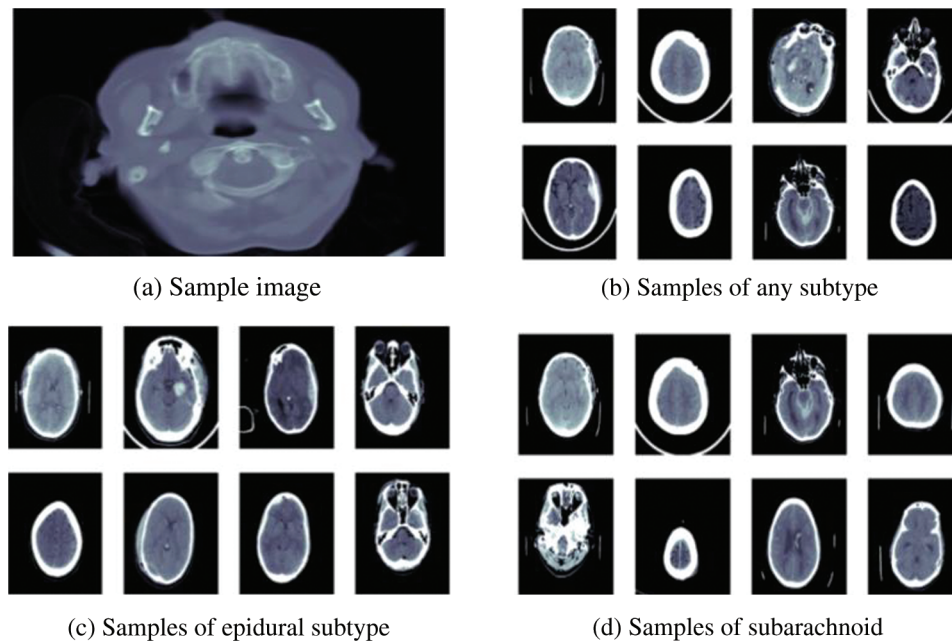 (a) Sample image
(b) Samples of any subtype
(c) Samples of epidural subtype
(d) Samples of subarachnoid